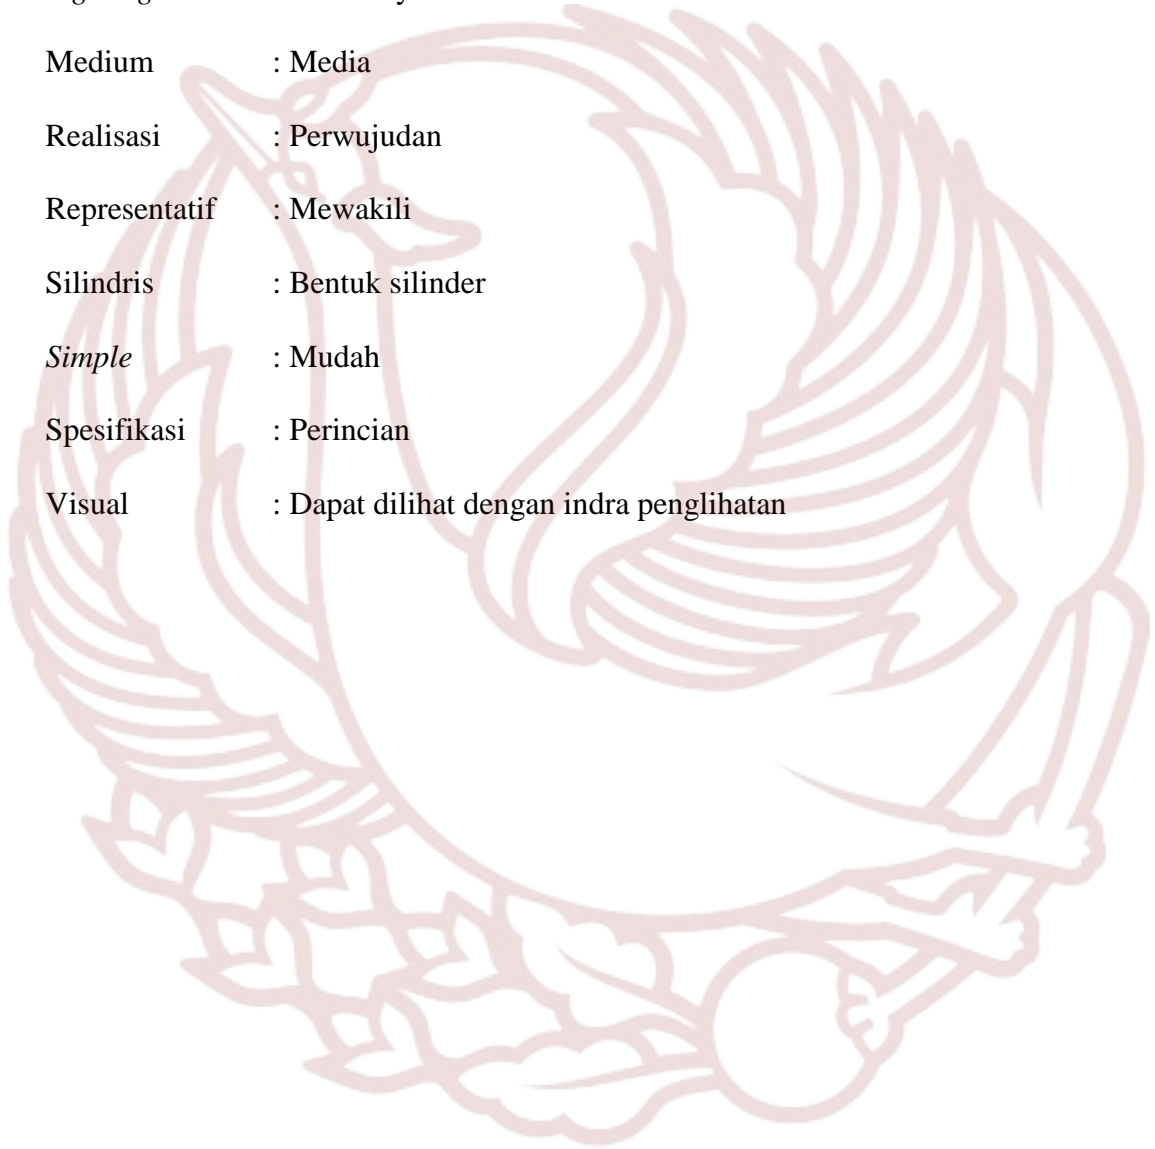 Medium : Media
Realisasi : Perwujudan
Representatif : Mewakili
Silindris : Bentuk silinder
Simple : Mudah
Spesifikasi : Perincian
Visual : Dapat dilihat dengan indra penglihatan